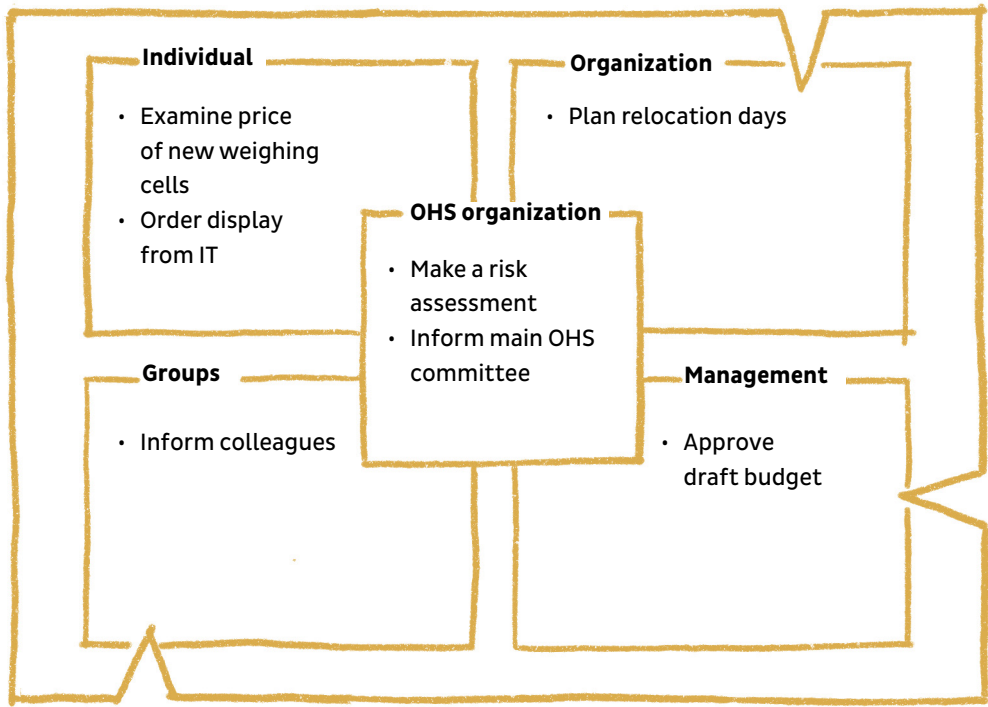 Individual
• Examine price
of new weighing
cells
• Order display
from IT
Organization
• Plan relocation days
OHS organization
• Make a risk
assessment
• Inform main OHS
committee
Groups
• Inform colleagues
Management
• Approve
draft budget